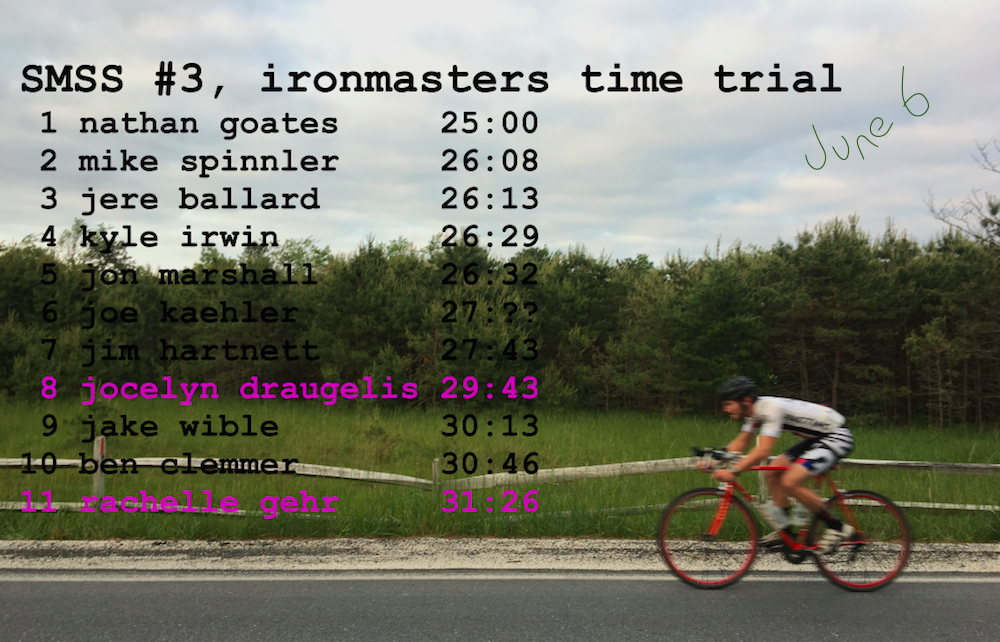 SMSS #3, ironmasters time trial
June 6
1 nathan goates 25:00
2 mike spinnler 26:08
3 jere ballard 26:13
4 kyle irwin 26:29
5 jon marshall 26:32
6 joe kaehler 27:??
7 jim hartnett 27:43
8 jocelyn draugelis 29:43
9 jake wible 30:13
10 ben clemmer 30:46
11 rachelle gehr 31:26